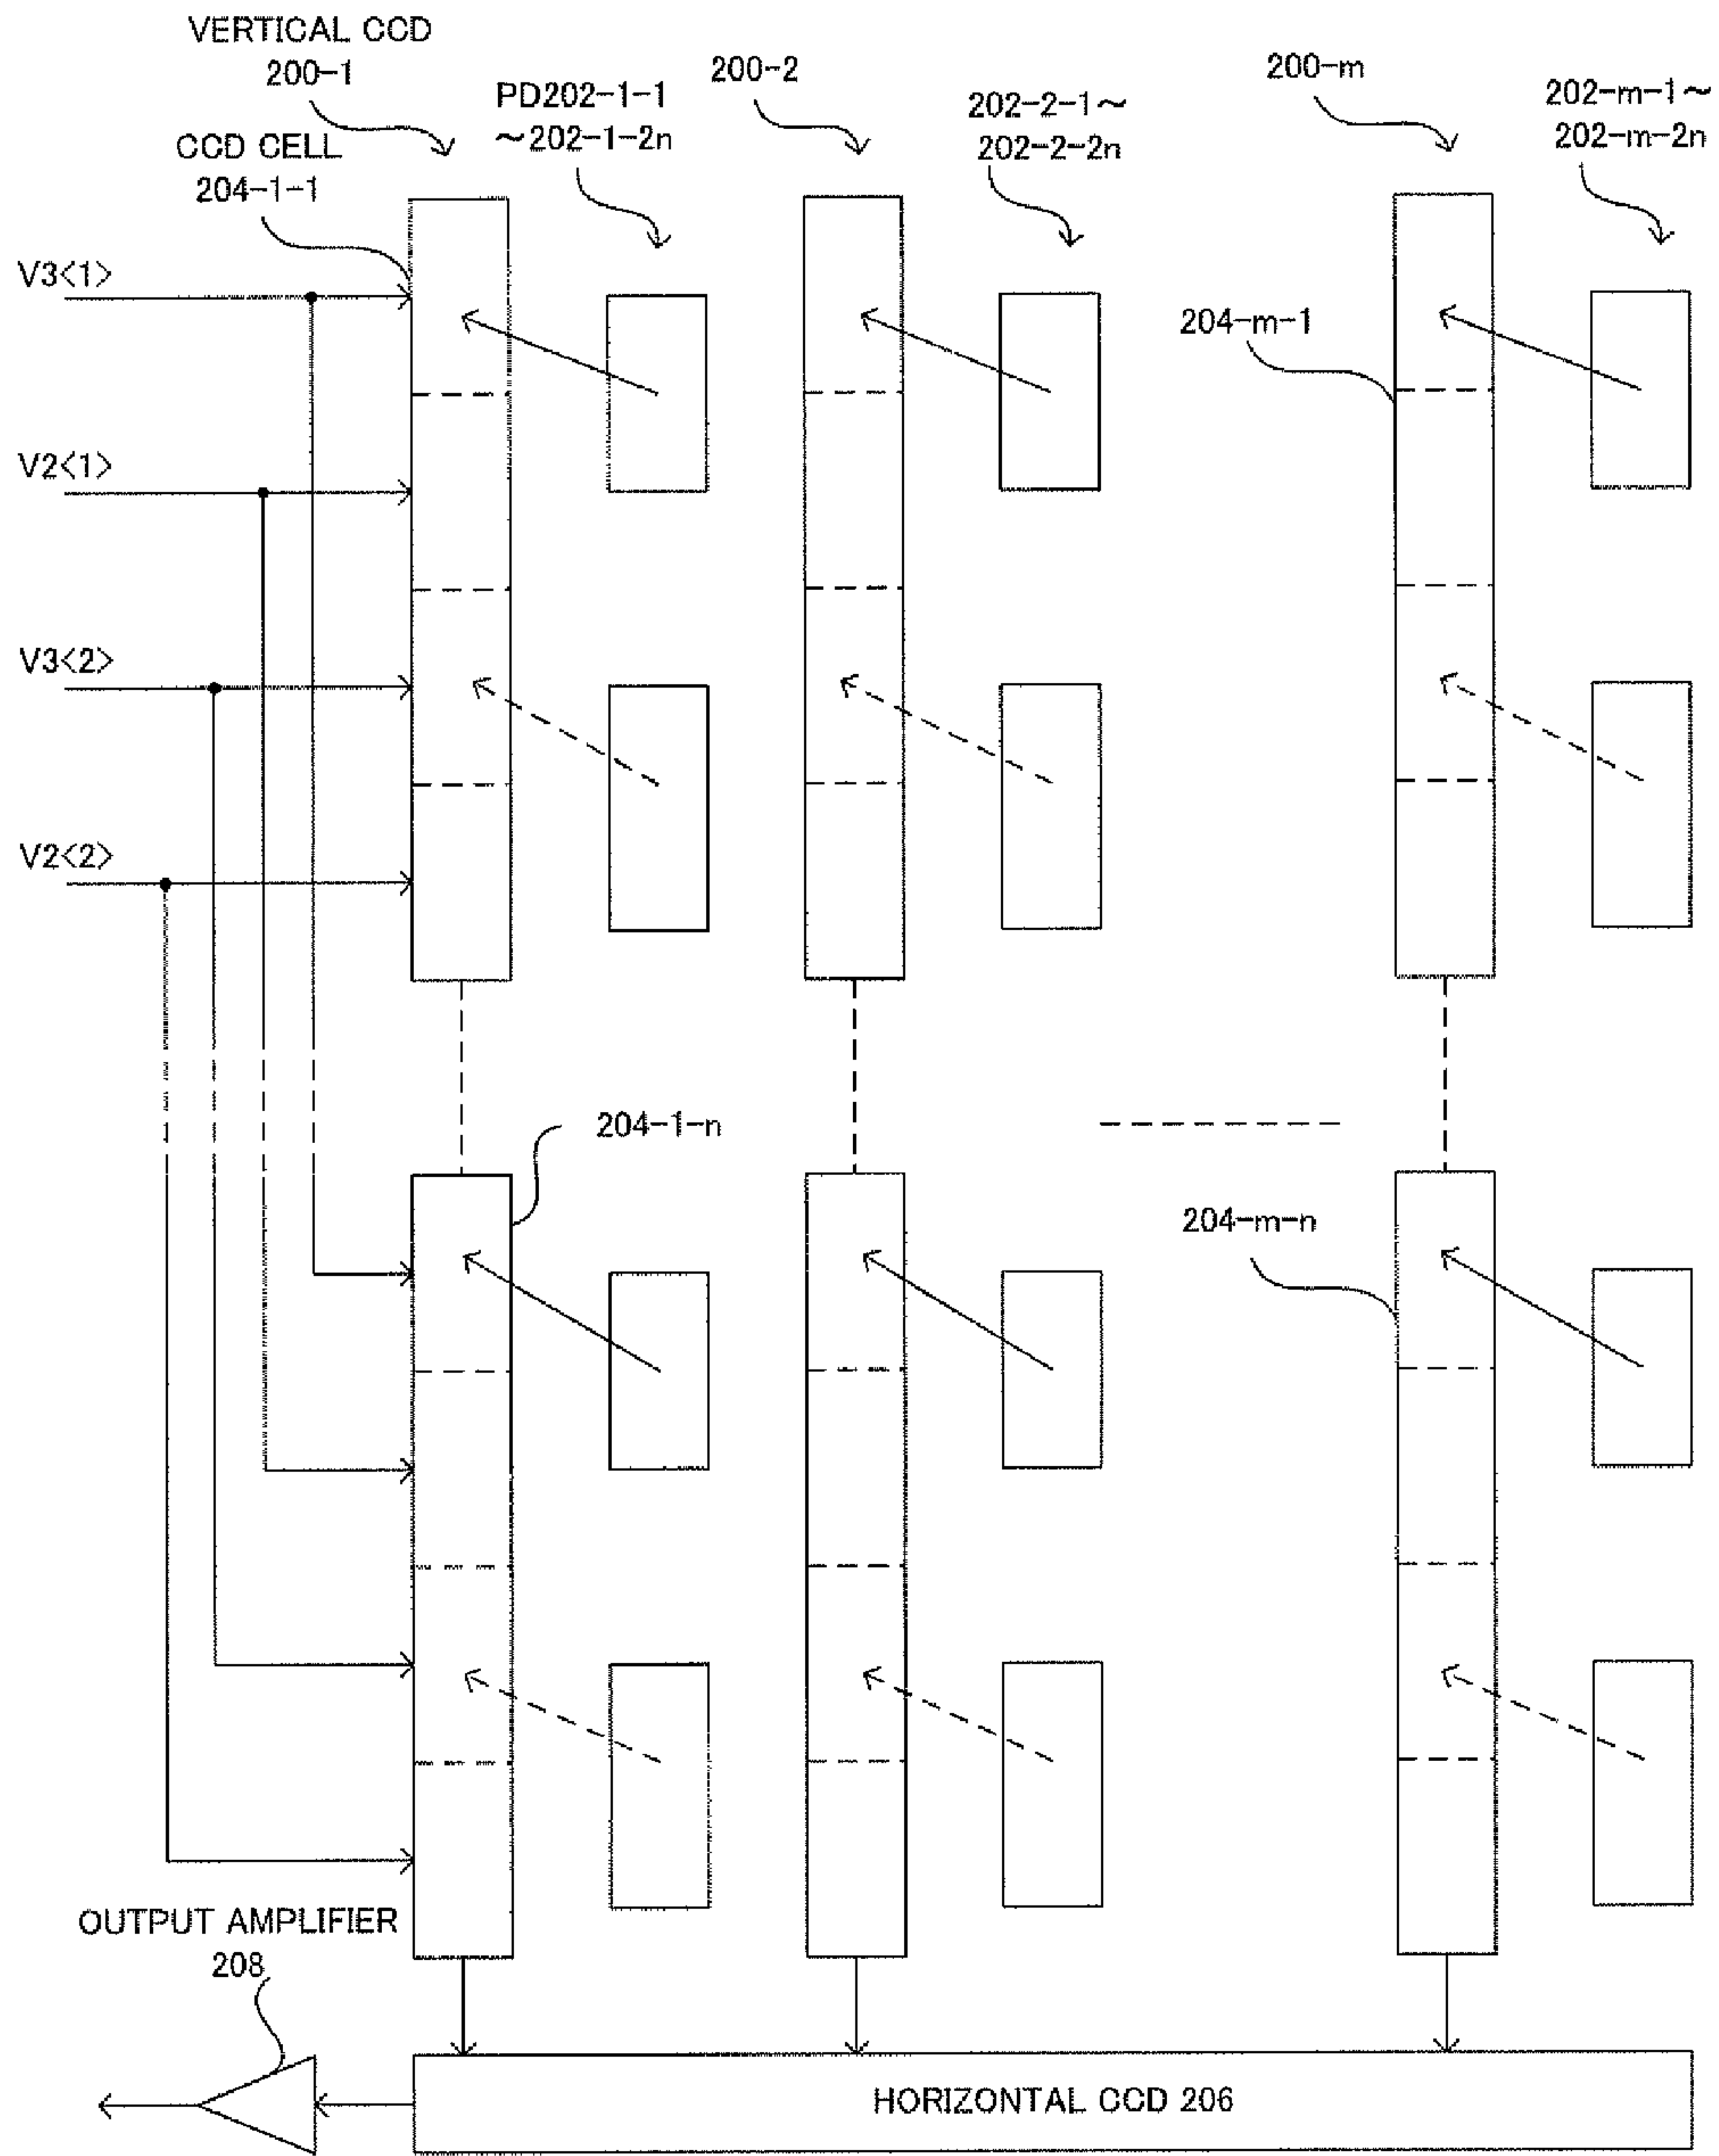 VERTICAL CCD
200-1
CCD CELL
204-1-1
PD202-1-1
~202-1-2n
200-2
202-2-1~
202-2-2n
200-m
202-m-1~
202-m-2n
V3<1>
204-m-1
V2<1>
V3<2>
V2<2>
204-1-n
204-m-n
OUTPUT AMPLIFIER
208
HORIZONTAL CCD 206